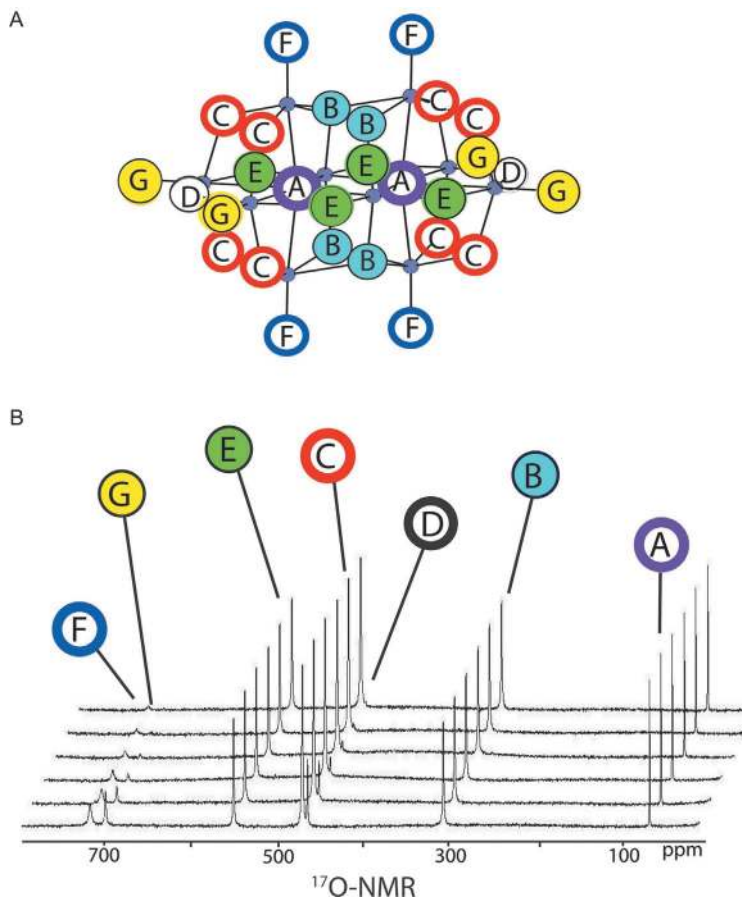 A
F F
C B C
C B C
E E G
G D A A D G
G E E
C B C
C B C
F F
B
E C B
G D A
F
700 500 300 100 ppm
¹⁷O-NMR